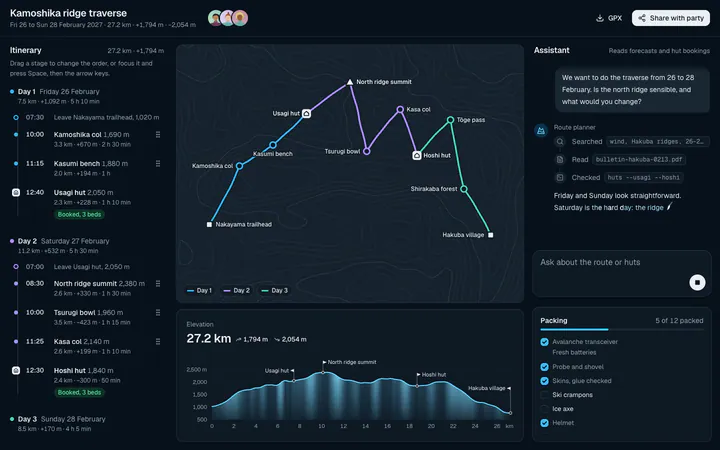 Kamoshika ridge traverse
Fri 26 to Sun 28 February 2027 · 27.2 km · +1,794 m · −2,054 m
GPX
Share with party
Itinerary
27.2 km · +1,794 m
Drag a stage to change the order, or focus it and
press Space, then the arrow keys.
Day 1 Friday 26 February
7.5 km · +1,092 m · 5 h 10 min
07:30 Leave Nakayama trailhead, 1,020 m
10:00 Kamoshika col 1,690 m
3.3 km · +670 m · 2 h 30 min
11:15 Kasumi bench 1,880 m
2.0 km · +194 m · 1 h
12:40 Usagi hut 2,050 m
2.3 km · +228 m · 1 h 10 min
Booked, 3 beds
Day 2 Saturday 27 February
11.2 km · +532 m · 5 h 30 min
07:00 Leave Usagi hut, 2,050 m
08:30 North ridge summit 2,380 m
2.6 km · +330 m · 1 h 30 min
10:00 Tsurugi bowl 1,960 m
3.5 km · −423 m · 1 h 15 min
11:25 Kasa col 2,140 m
2.6 km · +199 m · 1 h 10 min
12:30 Hoshi hut 1,840 m
2.4 km · −300 m · 50 min
Booked, 3 beds
Day 3 Sunday 28 February
8.5 km · +170 m · 4 h 5 min
North ridge summit
Usagi hut
Kasa col
Tōge pass
Kasumi bench
Tsurugi bowl
Hoshi hut
Kamoshika col
Shirakaba forest
Nakayama trailhead
Hakuba village
Day 1
Day 2
Day 3
Elevation
27.2 km 1,794 m 2,054 m
North ridge summit
Usagi hut
Hoshi hut
Hakuba village
2,500 m
2,000
1,500
1,000
500
0 2 4 6 8 10 12 14 16 18 20 22 24 26 km
Assistant
Reads forecasts and hut bookings
We want to do the traverse from 26 to 28
February. Is the north ridge sensible, and
what would you change?
Route planner
Searched wind, Hakuba ridges, 26–2…
Read bulletin-hakuba-0213.pdf
Checked huts --usagi --hoshi
Friday and Sunday look straightforward.
Saturday is the hard day: the ridge
Ask about the route or huts
Packing
5 of 12 packed
Avalanche transceiver
Fresh batteries
Probe and shovel
Skins, glue checked
Ski crampons
Ice axe
Helmet